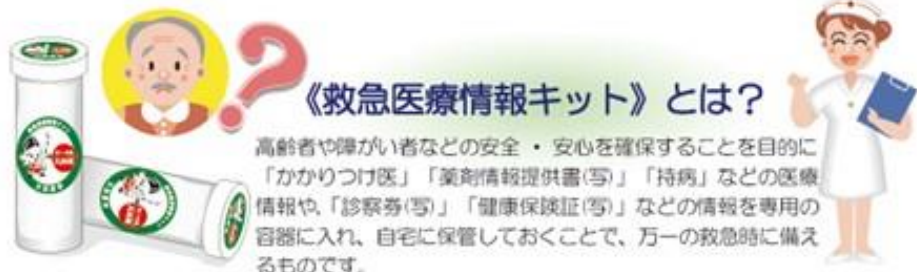 《救急医療情報キット》とは？
高齢者や障がい者などの安全・安心を確保することを目的に
「かかりつけ医」「薬剤情報提供書(写)」「持病」などの医療
情報や、「診察券(写)」「健康保険証(写)」などの情報を専用の
容器に入れ、自宅に保管しておくことで、万一の救急時に備え
るものです。